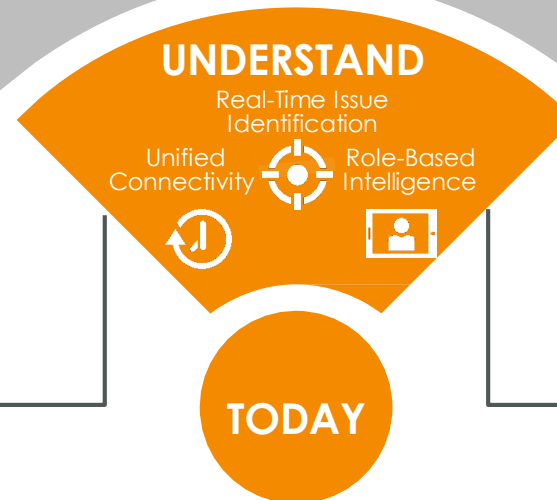 UNDERSTAND
Real-Time Issue
Identification
Unified
Connectivity
Role-Based
Intelligence
TODAY